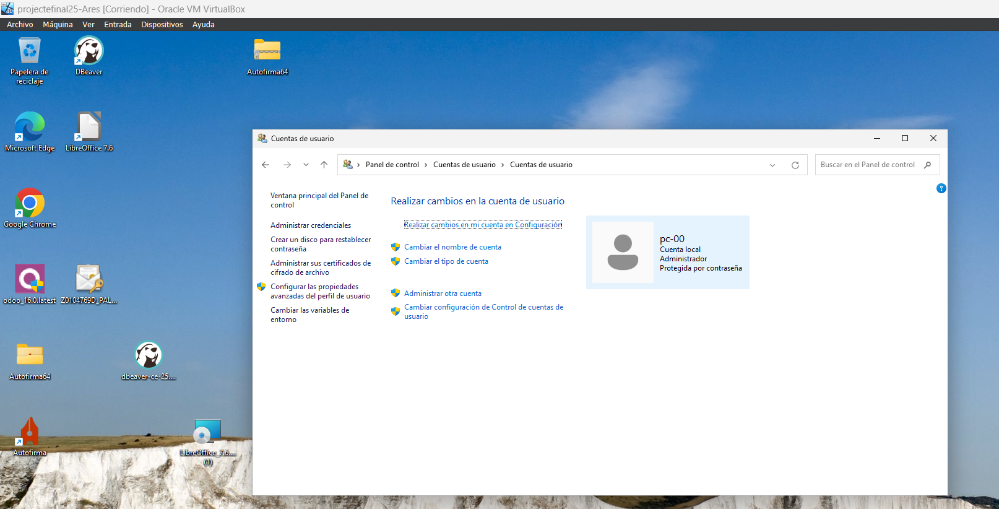 projectefinal25-Ares [Corriendo] - Oracle VM VirtualBox
Archivo Máquina Ver Entrada Dispositivos Ayuda
Papelera de
reciclaje
DBeaver
Autofirma64
Microsoft Edge
LibreOffice 7.6
Google Chrome
odoo_16.0.latest
Z0104769D_PAL...
Autofirma64
dbeaver-ce-25....
Autofirma
LibreOffice_7.6....
(1)
Cuentas de usuario
Panel de control > Cuentas de usuario > Cuentas de usuario
Buscar en el Panel de control
?
Ventana principal del Panel de
control
Administrar credenciales
Crear un disco para restablecer
contraseña
Administrar sus certificados de
cifrado de archivo
Configurar las propiedades
avanzadas del perfil de usuario
Cambiar las variables de
entorno
Realizar cambios en la cuenta de usuario
Realizar cambios en mi cuenta en Configuración
Cambiar el nombre de cuenta
Cambiar el tipo de cuenta
Administrar otra cuenta
Cambiar configuración de Control de cuentas de
usuario
pc-00
Cuenta local
Administrador
Protegida por contraseña